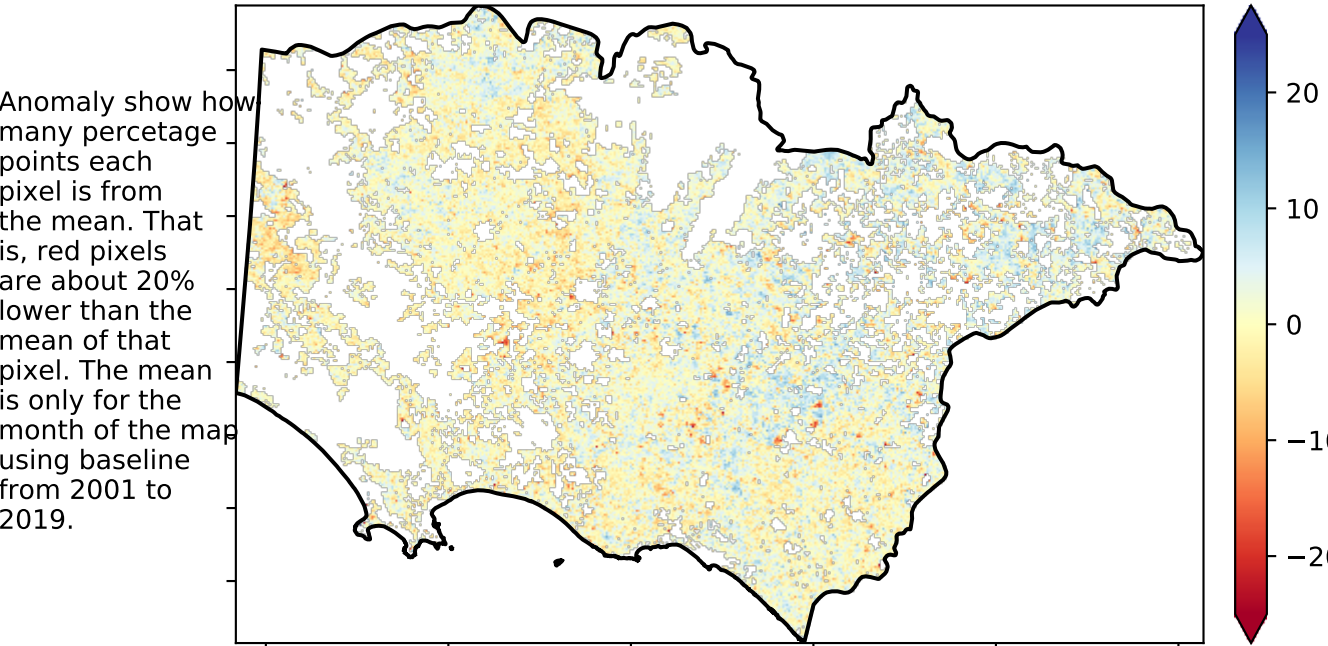 Anomaly show how
many percetage
points each
pixel is from
the mean. That
is, red pixels
are about 20%
lower than the
mean of that
pixel. The mean
is only for the
month of the map
using baseline
from 2001 to
2019.
20
10
0
−10
−20